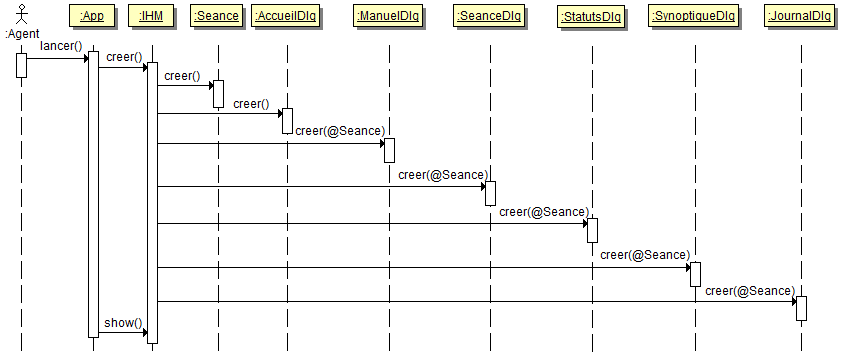 :App
:IHM
:Seance
:AccueilDlg
:ManuelDlg
:SeanceDlg
:StatutsDlg
:SynoptiqueDlg
:JournalDlg
:Agent
lancer()
creer()
creer()
creer()
creer(@Seance)
creer(@Seance)
creer(@Seance)
creer(@Seance)
creer(@Seance)
show()